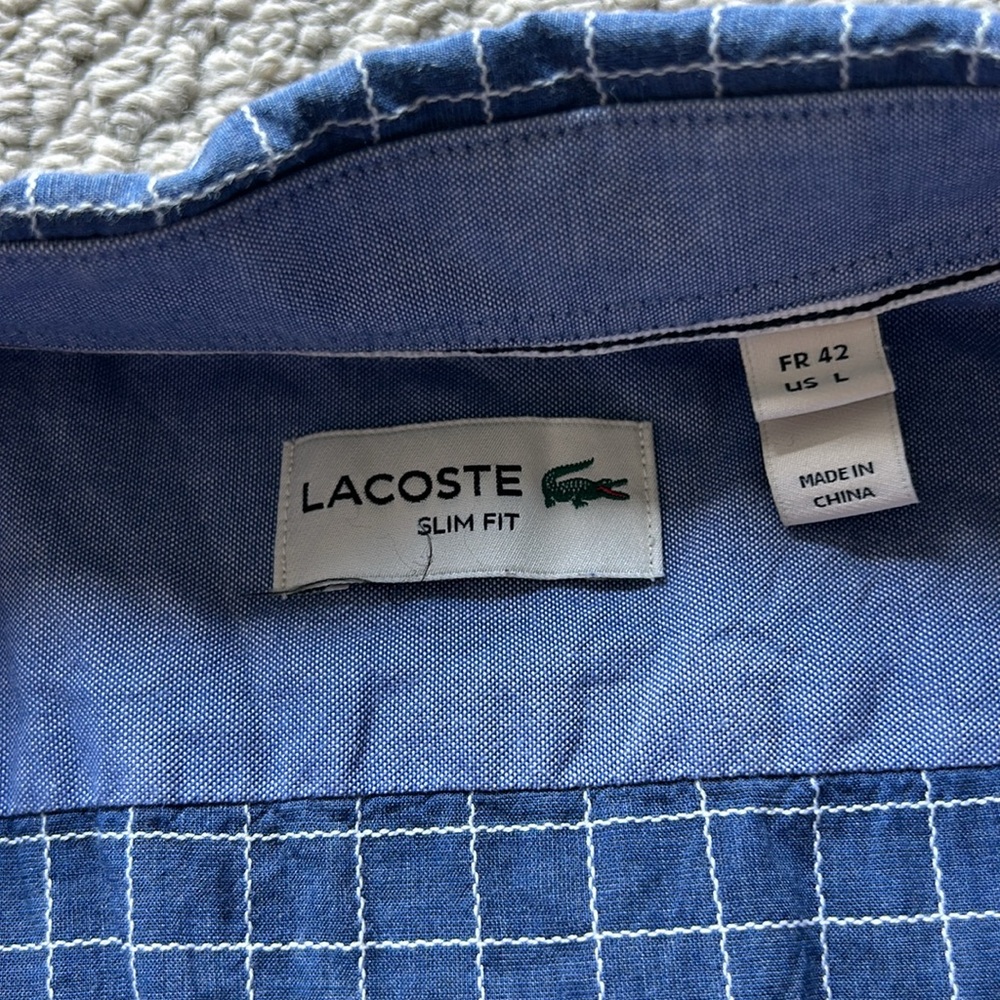 LACOSTE
SLIM FIT
FR 42
US L
MADE IN
CHINA